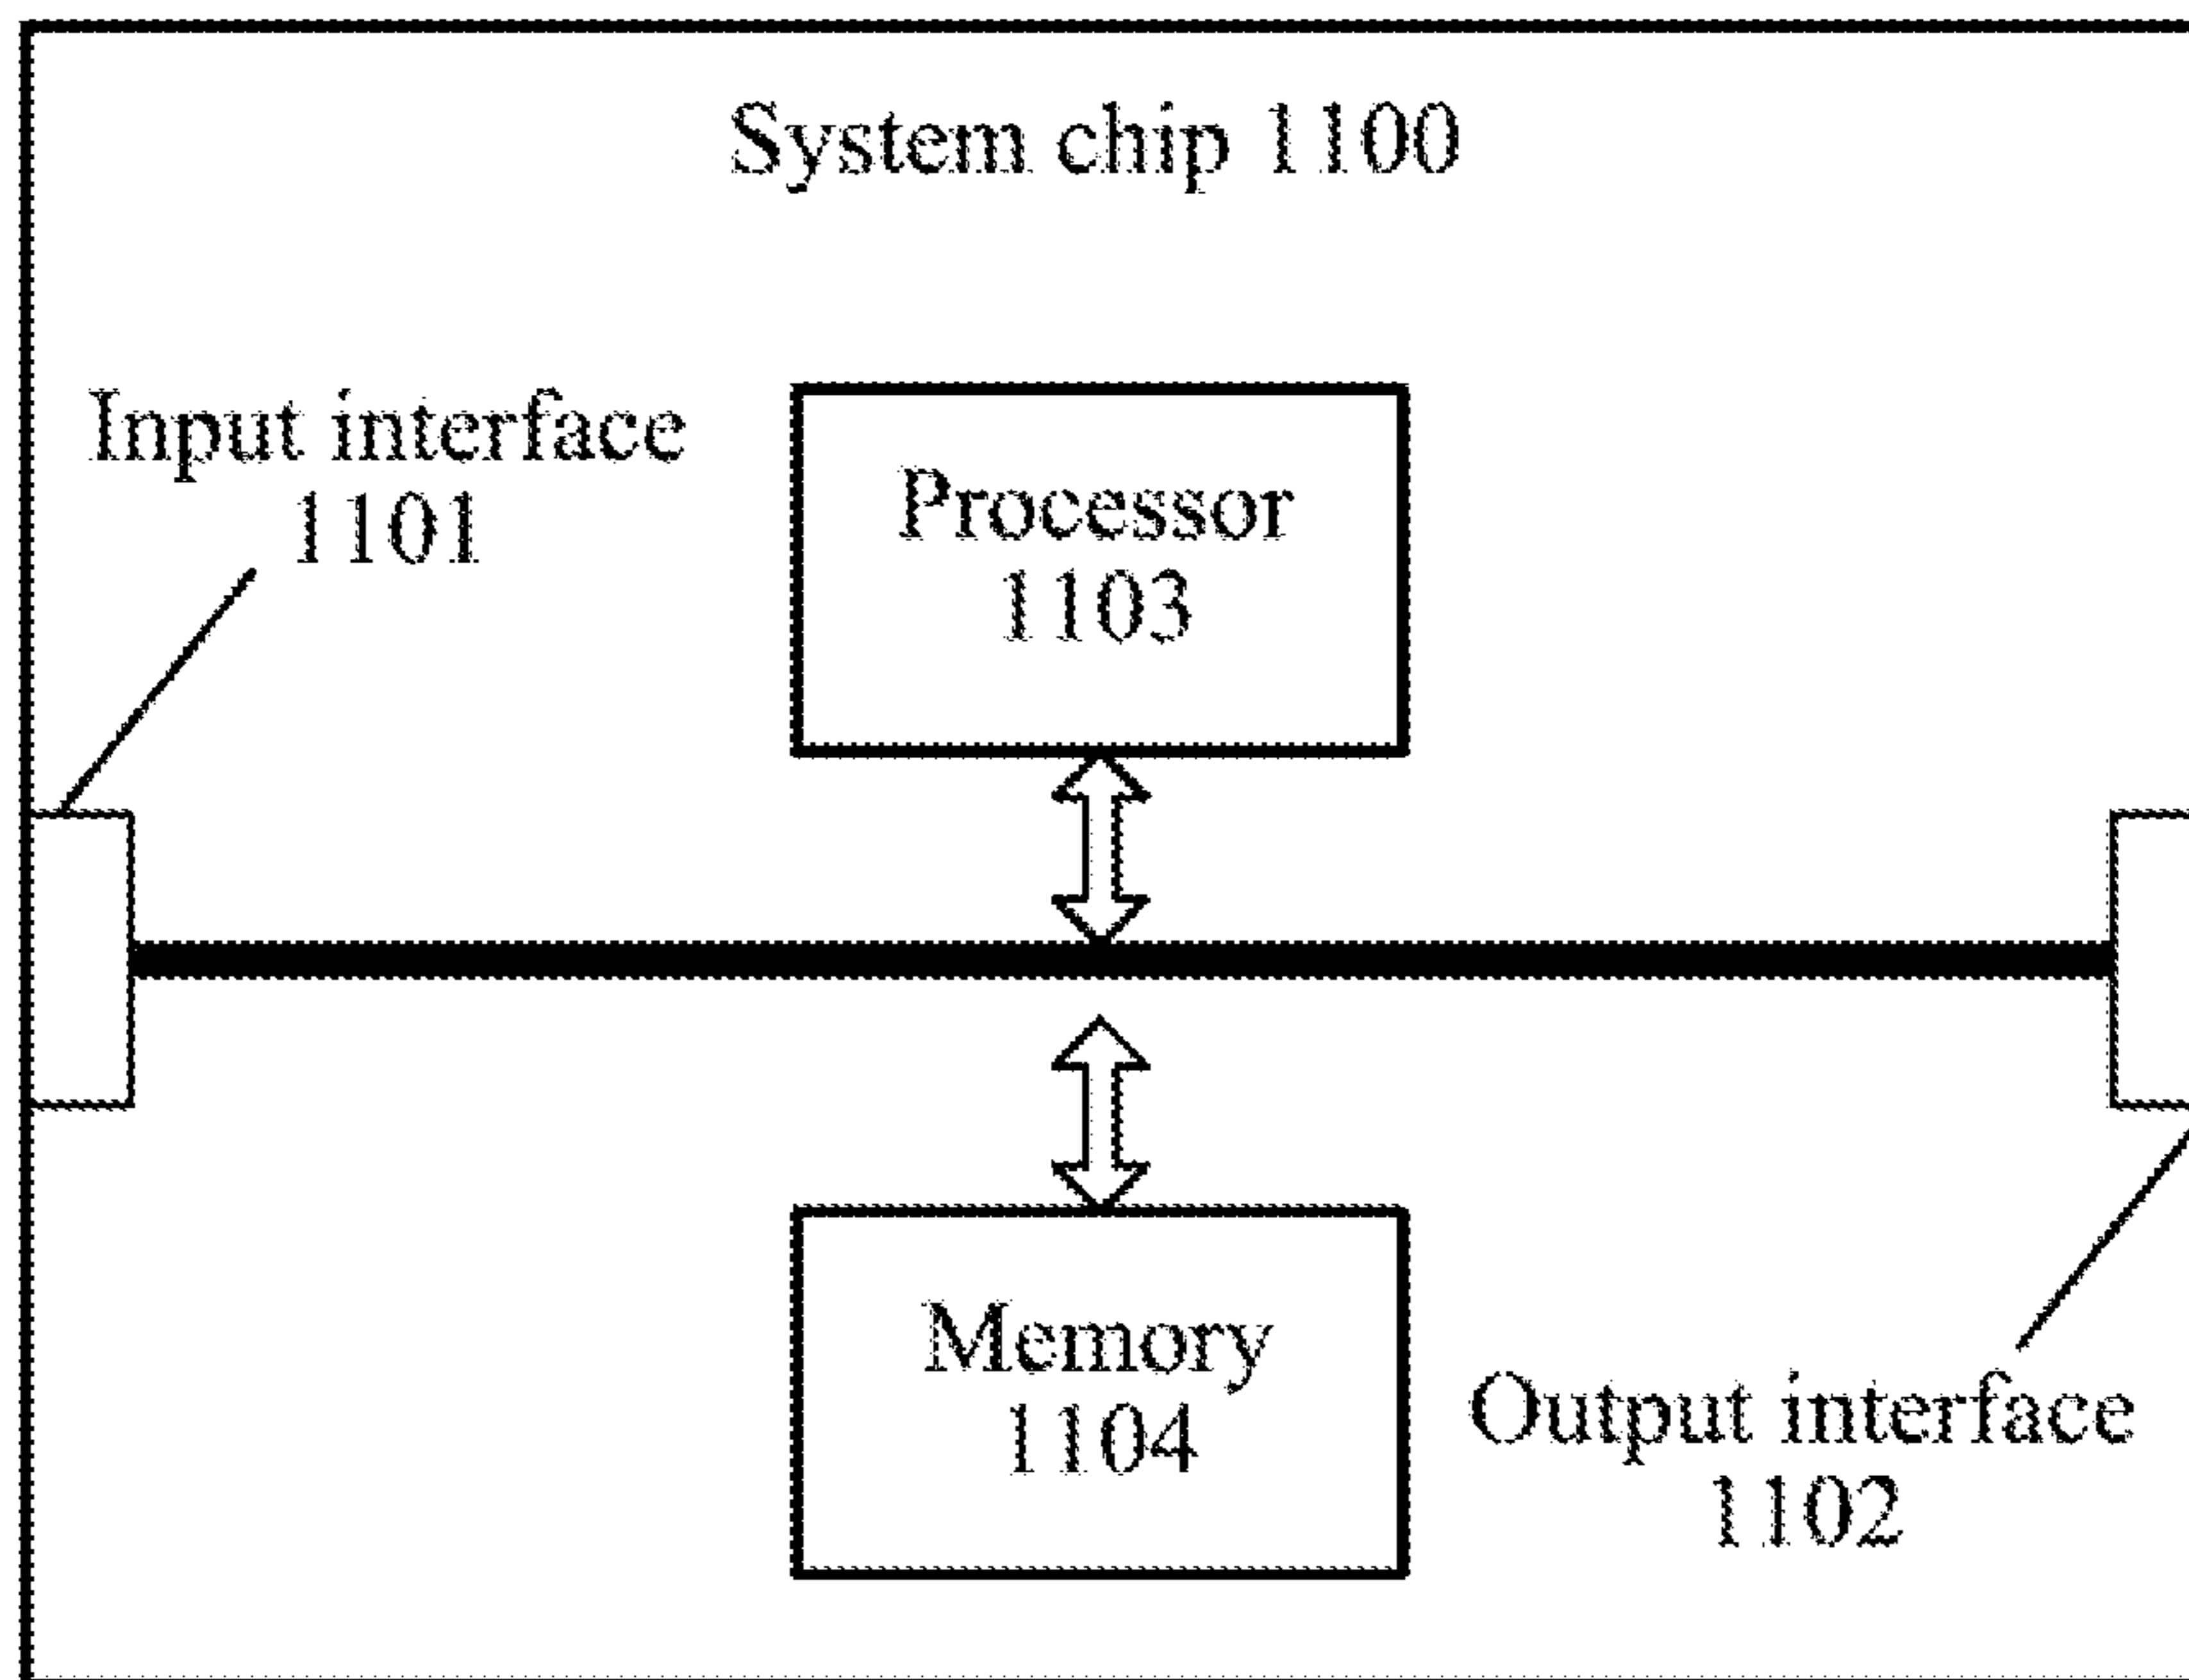 System chip 1100
Input interface
1101
Processor
1103
Memory
1104
Output interface
1102